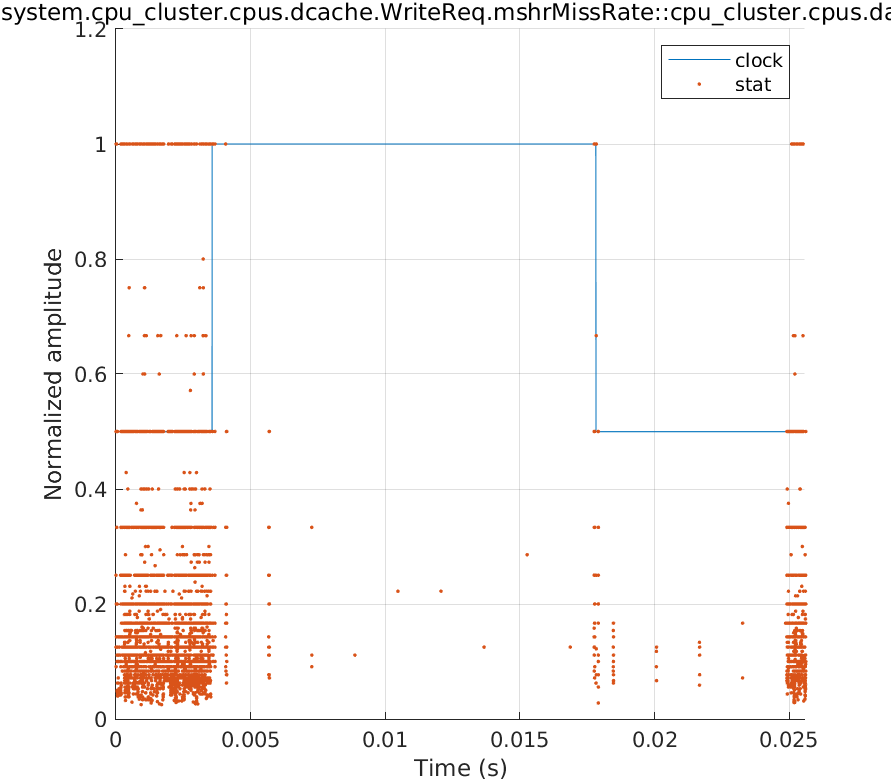 system.cpu_cluster.cpus.dcache.WriteReq.mshrMissRate::cpu_cluster.cpus.da
1.2
1
0.8
0.6
0.4
0.2
0
Normalized amplitude
clock
stat
0 0.005 0.01 0.015 0.02 0.025
Time (s)